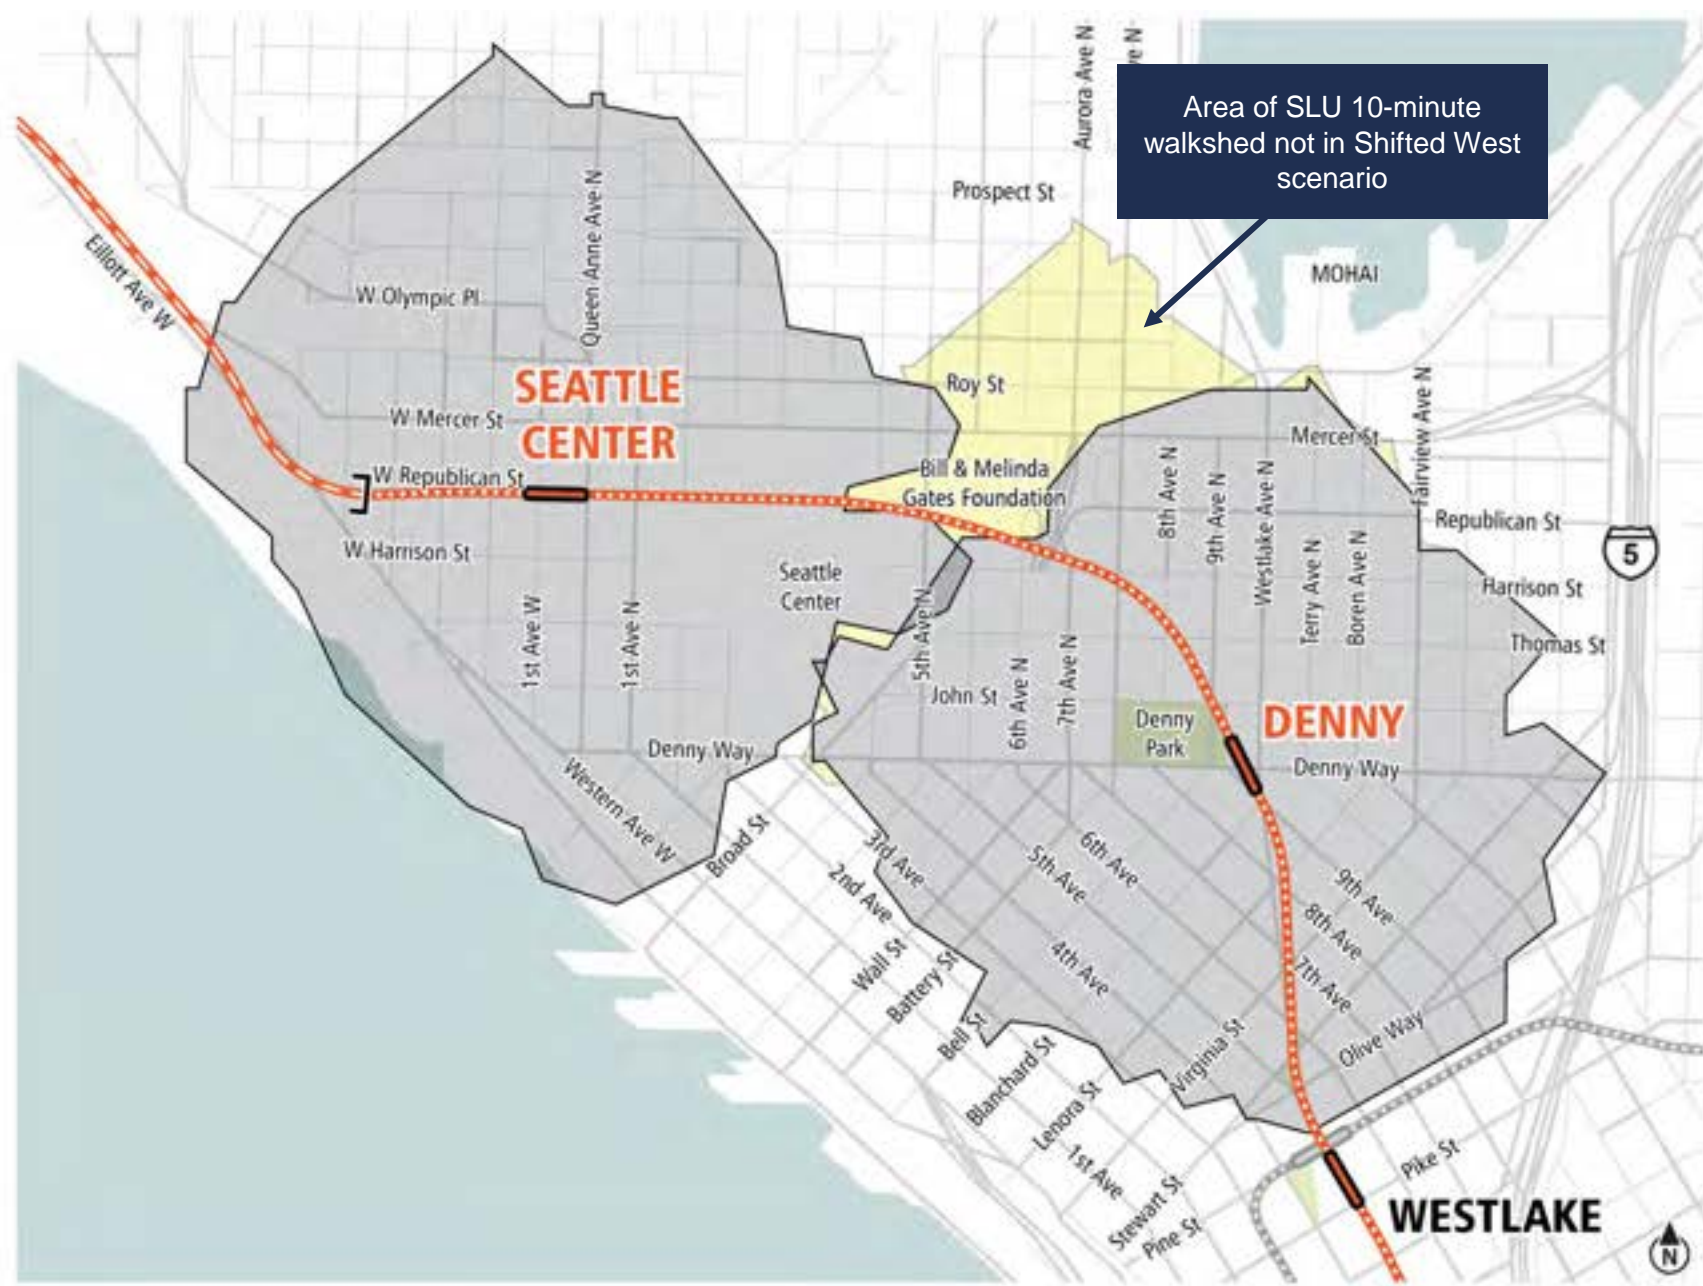 Aurora Ave N
ve N
Area of SLU 10-minute
walkshed not in Shifted West
scenario
Prospect St
Queen Anne Ave N
Eillott Ave W
W Olympic Pl
MOHAI
SEATTLE
CENTER
Roy St
W Mercer St
Mercer St
Fairview Ave N
W Republican St
Bill & Melinda
Gates Foundation
8th Ave N
9th Ave N
Westlake Ave N
Terry Ave N
Boren Ave N
Republican St
5
W Harrison St
Seattle
Center
Harrison St
Thomas St
1st Ave W
1st Ave N
5th Ave N
John St
6th Ave N
7th Ave N
Denny
Park
DENNY
Denny Way
Denny Way
Western Ave W
Broad St
3rd Ave
2nd Ave
Wall St
Battery St
Bell St
Blanchard St
Lenora St
1st Ave
Stewart St
Pine St
4th Ave
5th Ave
6th Ave
9th Ave
8th Ave
7th Ave
Virginia St
Olive Way
Pike St
WESTLAKE
N